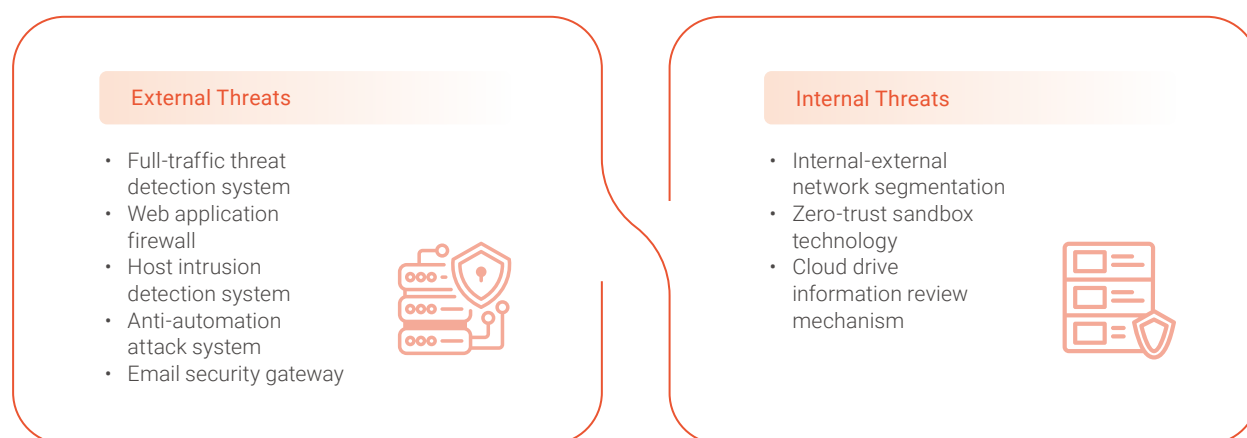 External Threats
• Full-traffic threat
detection system
• Web application
firewall
• Host intrusion
detection system
• Anti-automation
attack system
• Email security gateway
Internal Threats
• Internal-external
network segmentation
• Zero-trust sandbox
technology
• Cloud drive
information review
mechanism